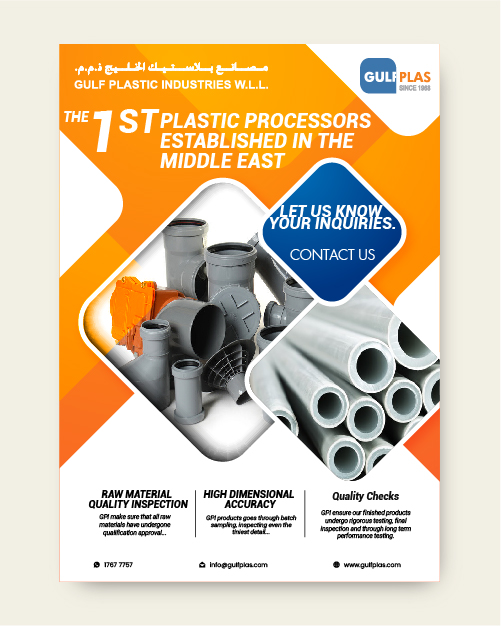 مصانع بلاستيك الخليج ذ.م.م.
GULF PLASTIC INDUSTRIES W.L.L.
GULFPLAS
SINCE 1968
THE 1ST PLASTIC PROCESSORS
ESTABLISHED IN THE
MIDDLE EAST
LET US KNOW
YOUR INQUIRIES.
CONTACT US
RAW MATERIAL
QUALITY INSPECTION
GPI make sure that all raw
materials have undergone
qualification approval...
HIGH DIMENSIONAL
ACCURACY
GPI products goes through batch
sampling, inspecting even the
tiniest detail...
Quality Checks
GPI ensure our finished products
undergo rigorous testing, final
inspection and through long term
performance testing.
1767 7757
info@gulfplas.com
www.gulfplas.com